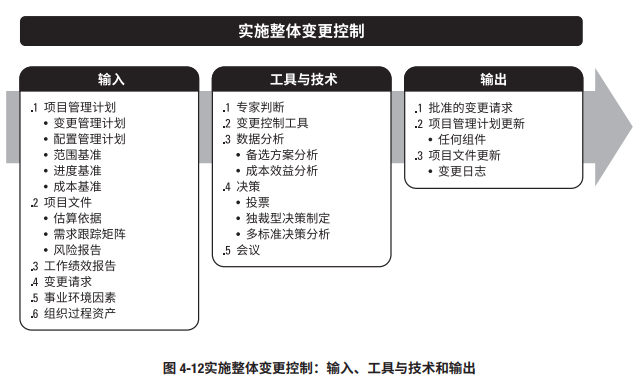 实施整体变更控制
输入
.1 项目管理计划
• 变更管理计划
• 配置管理计划
• 范围基准
• 进度基准
• 成本基准
.2 项目文件
• 估算依据
• 需求跟踪矩阵
• 风险报告
.3 工作绩效报告
.4 变更请求
.5 事业环境因素
.6 组织过程资产
工具与技术
.1 专家判断
.2 变更控制工具
.3 数据分析
• 备选方案分析
• 成本效益分析
.4 决策
• 投票
• 独裁型决策制定
• 多标准决策分析
.5 会议
输出
.1 批准的变更请求
.2 项目管理计划更新
• 任何组件
.3 项目文件更新
• 变更日志
图 4-12实施整体变更控制：输入、工具与技术和输出